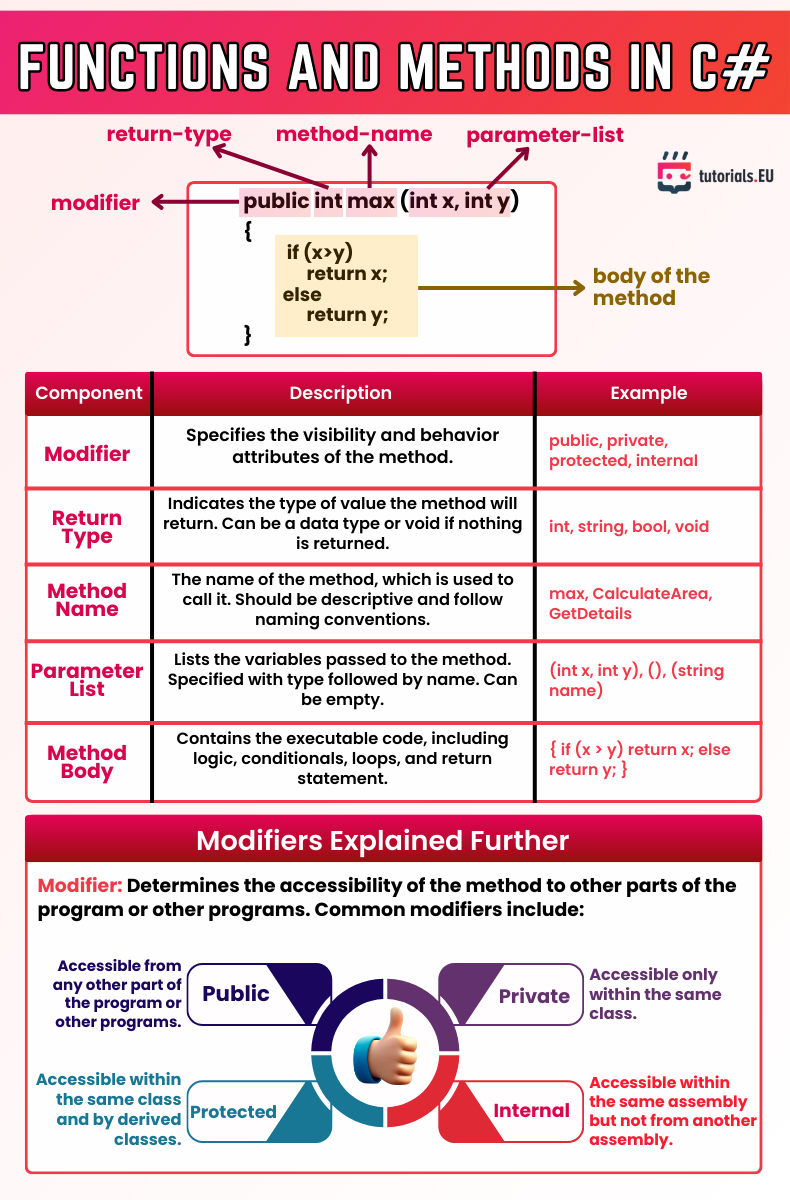 FUNCTIONS AND METHODS IN C#
return-type method-name parameter-list
tutorials.EU
modifier
public int max (int x, int y)
{
if (x>y)
return x;
else
return y;
}
body of the
method
Component Description Example
Modifier
Specifies the visibility and behavior
attributes of the method.
public, private,
protected, internal
Return
Type
Indicates the type of value the method will
return. Can be a data type or void if nothing
is returned.
int, string, bool, void
Method
Name
The name of the method, which is used to
call it. Should be descriptive and follow
naming conventions.
max, CalculateArea,
GetDetails
Parameter
List
Lists the variables passed to the method.
Specified with type followed by name. Can
be empty.
(int x, int y), (), (string
name)
Method
Body
Contains the executable code, including
logic, conditionals, loops, and return
statement.
{ if (x > y) return x; else
return y; }
Modifiers Explained Further
Modifier: Determines the accessibility of the method to other parts of the
program or other programs. Common modifiers include:
Accessible from
any other part of
the program or
other programs.
Public
Private
Accessible only
within the same
class.
Accessible within
the same class
and by derived
classes.
Protected
Internal
Accessible within
the same assembly
but not from another
assembly.